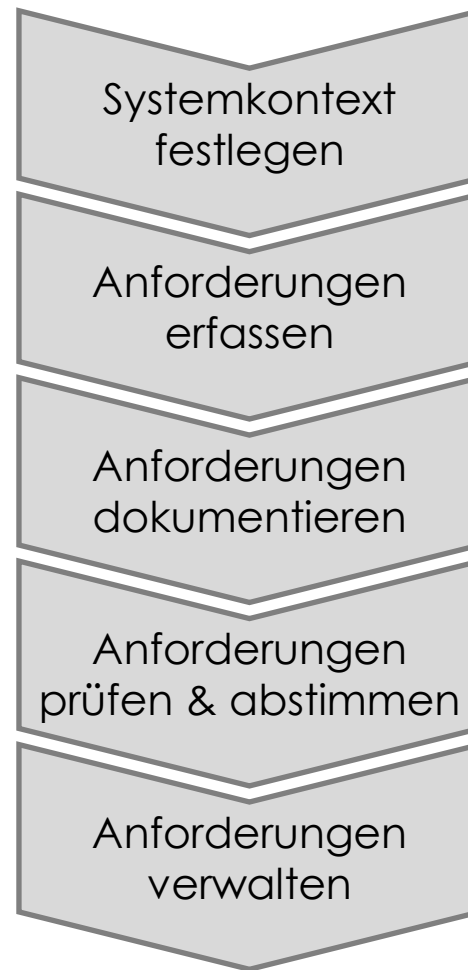 Systemkontext
festlegen
Anforderungen
erfassen
Anforderungen
dokumentieren
Anforderungen
prüfen & abstimmen
Anforderungen
verwalten